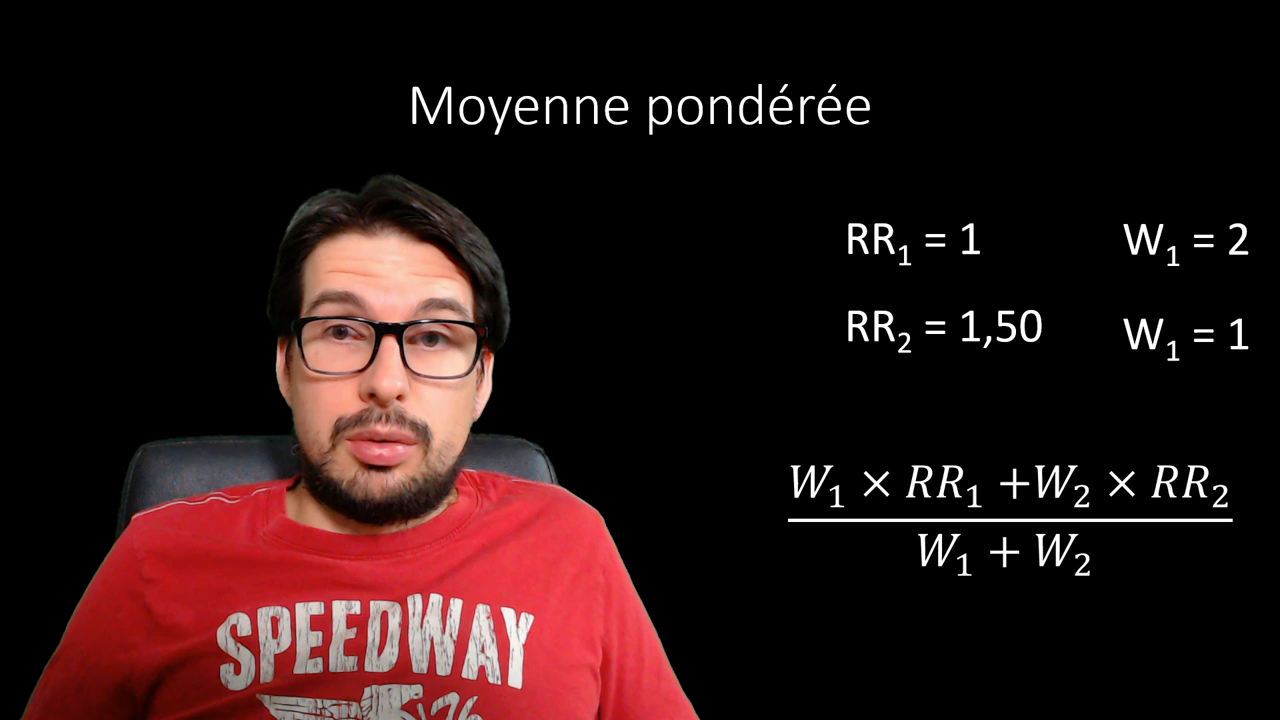 Moyenne pondérée
RR₁ = 1 W₁ = 2
RR₂ = 1,50 W₁ = 1
W₁ × RR₁ +W₂ × RR₂
W₁ + W₂
SPEEDWAY